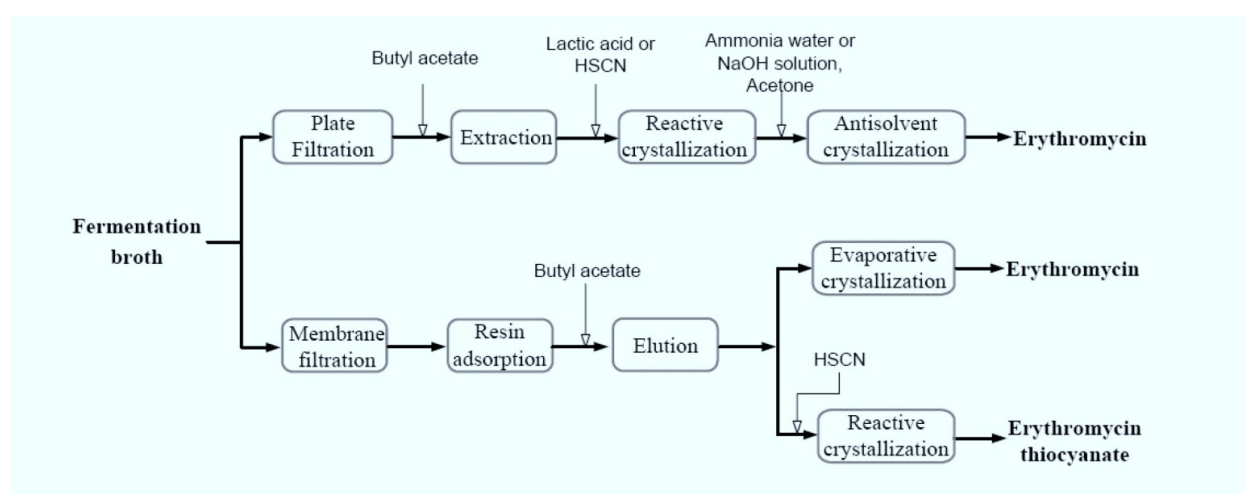 Butyl acetate
Lactic acid or
HSCN
Ammonia water or
NaOH solution,
Acetone
Plate
Filtration
Extraction
Reactive
crystallization
Antisolvent
crystallization
Erythromycin
Fermentation
broth
Membrane
filtration
Resin
adsorption
Butyl acetate
Elution
Evaporative
crystallization
Erythromycin
HSCN
Reactive
crystallization
Erythromycin
thiocyanate